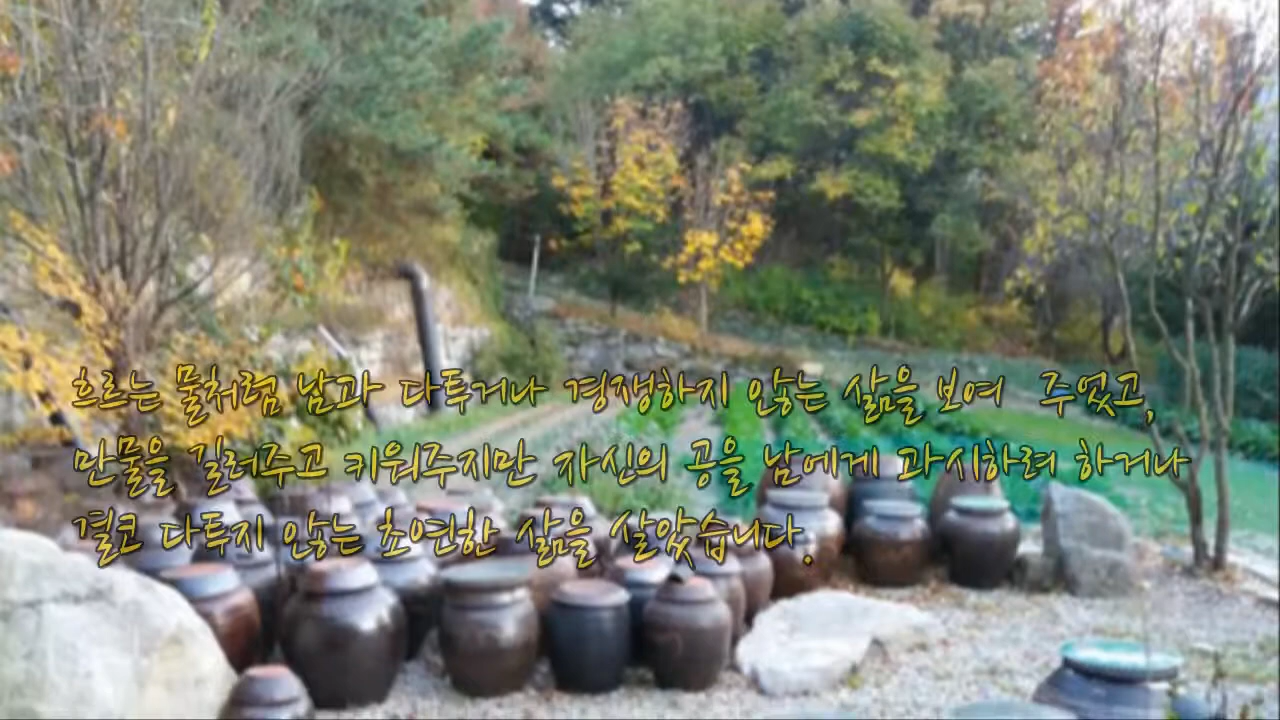 흐르는 물처럼 남과 다투거나 경쟁하지 않는 삶을 보여 주었고,
만물을 길러주고 키워주지만 자신의 공을 남에게 과시하려 하거나
결코 다투지 않는 초연한 삶을 살았습니다.